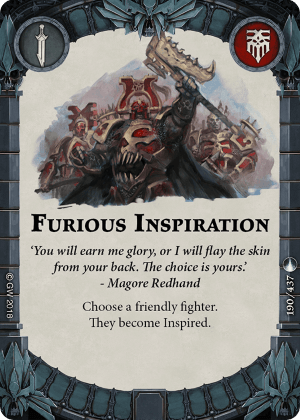 FURIOUS INSPIRATION
‘You will earn me glory, or I will flay the skin
from your back. The choice is yours.’
- Magore Redhand
Choose a friendly fighter.
They become Inspired.
© GW 2018
190/437